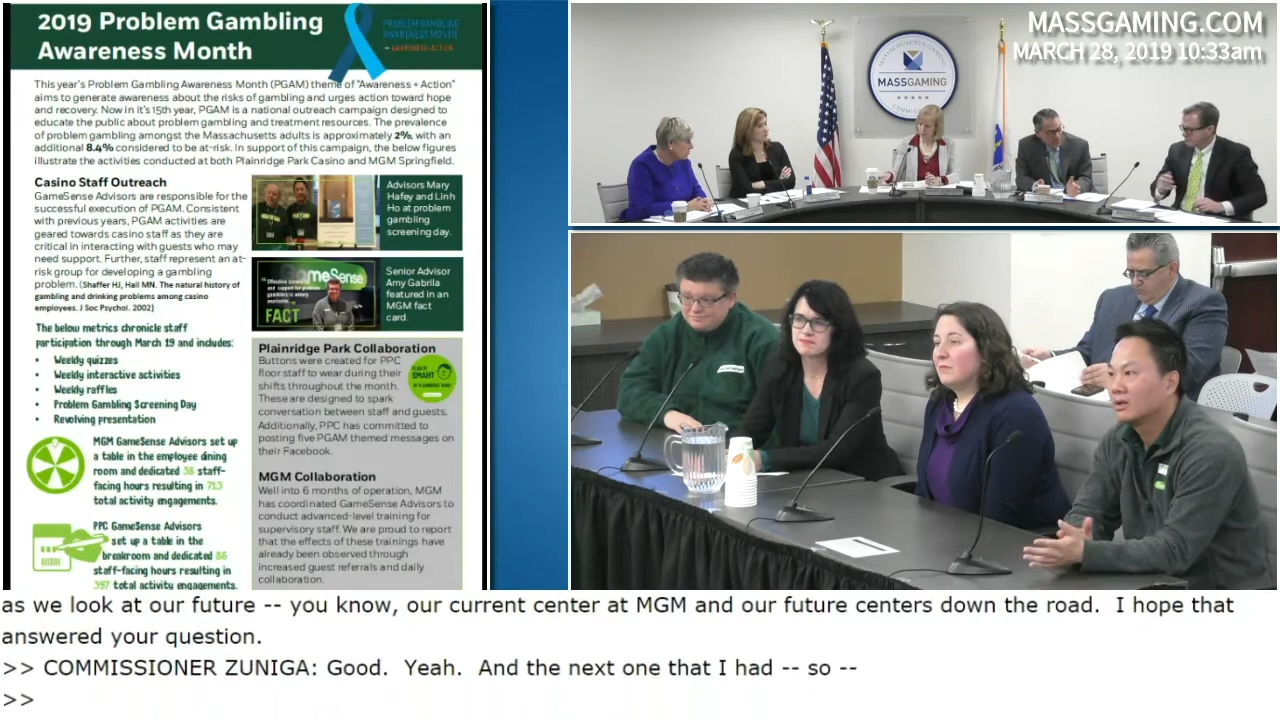 2019 Problem Gambling
Awareness Month
PROBLEM GAMBLING
AWARENESS MONTH
AWARENESS+ACTION
This year's Problem Gambling Awareness Month (PGAM) theme of "Awareness + Action"
aims to generate awareness about the risks of gambling and urges action toward hope
and recovery. Now in it's 15th year, PGAM is a national outreach campaign designed to
educate the public about problem gambling and treatment resources. The prevalence
of problem gambling amongst the Massachusetts adults is approximately 2%, with an
additional 8.4% considered to be at-risk. In support of this campaign, the below figures
illustrate the activities conducted at both Plainridge Park Casino and MGM Springfield.
Casino Staff Outreach
GameSense Advisors are responsible for the
successful execution of PGAM. Consistent
with previous years, PGAM activities are
geared towards casino staff as they are
critical in interacting with guests who may
need support. Further, staff represent an at-
risk group for developing a gambling
problem. (Shaffer HJ, Hall MN. The natural history of
gambling and drinking problems among casino
employees. J Soc Psychol. 2002)
The below metrics chronicle staff
participation through March 19 and includes:
• Weekly quizzes
• Weekly interactive activities
• Weekly raffles
• Problem Gambling Screening Day
• Revolving presentation
MGM GameSense Advisors set up
a table in the employee dining
room and dedicated 38 staff-
facing hours resulting in 713
total activity engagements.
PPC GameSense Advisors
set up a table in the
breakroom and dedicated 86
staff-facing hours resulting in
397 total activity engagements.
Advisors Mary
Hafey and Linh
Ho at problem
gambling
screening day.
GameSense
FACT
Senior Advisor
Amy Gabrila
featured in an
MGM fact
card.
Plainridge Park Collaboration
Buttons were created for PPC
floor staff to wear during their
shifts throughout the month.
These are designed to spark
conversation between staff and guests.
Additionally, PPC has committed to
posting five PGAM themed messages on
their Facebook.
PLAY IT
SMAHT
MGM Collaboration
Well into 6 months of operation, MGM
has coordinated GameSense Advisors to
conduct advanced-level training for
supervisory staff. We are proud to report
that the effects of these trainings have
already been observed through
increased guest referrals and daily
collaboration.
MASSGAMING.COM
MARCH 28, 2019 10:33am
MASSACHUSETTS GAMING
MASSGAMING
as we look at our future -- you know, our current center at MGM and our future centers down the road.  I hope that
answered your question.
>> COMMISSIONER ZUNIGA: Good.  Yeah.  And the next one that I had -- so --
>>